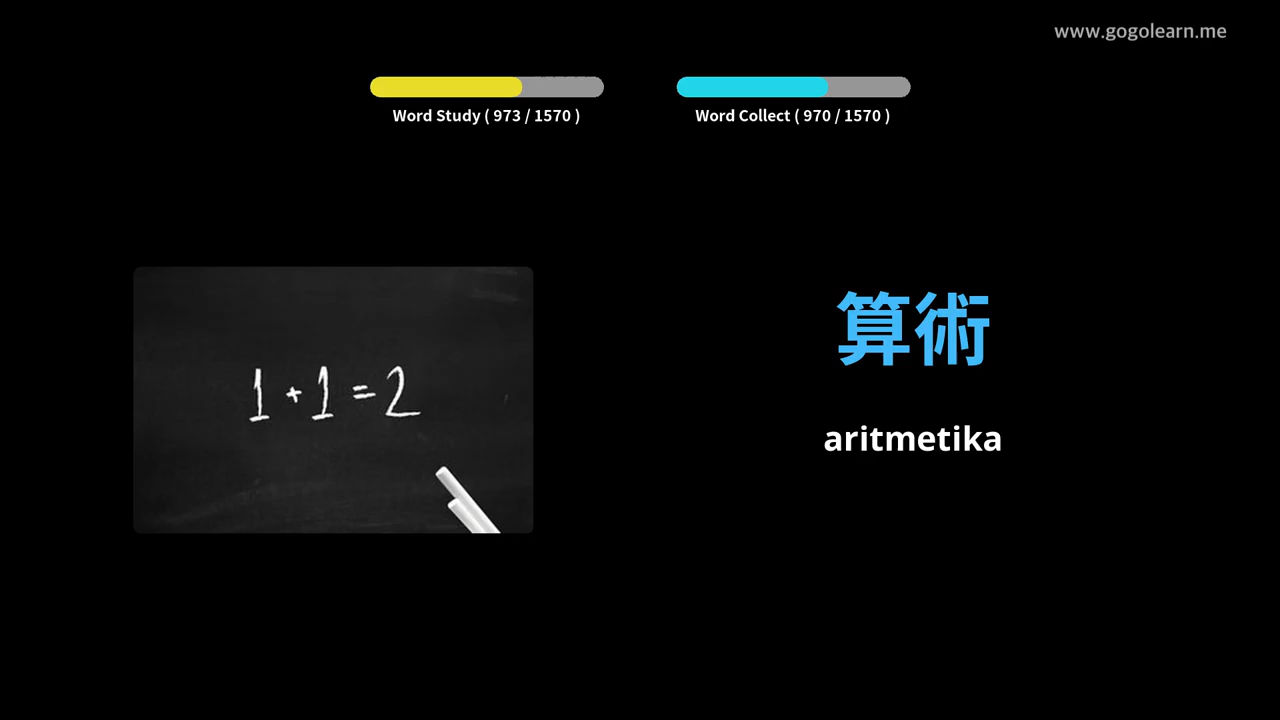 www.gogolearn.me
Word Study ( 973 / 1570 )
Word Collect ( 970 / 1570 )
1 + 1 = 2
算術
aritmetika